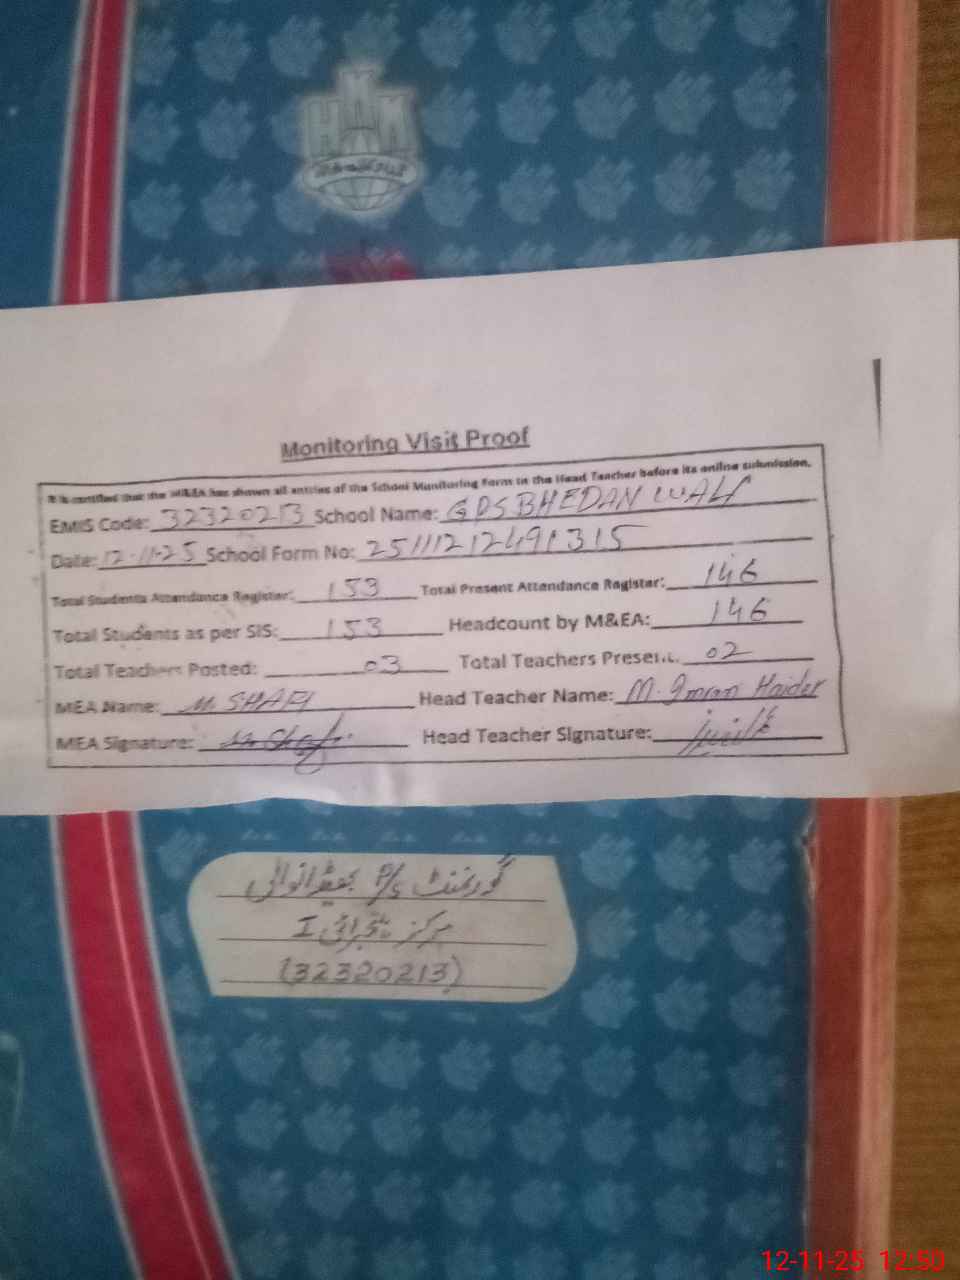 Monitoring Visit Proof
It is certified that the M&EA has shown all entries of the School Monitoring Form to the Head Teacher before its online submission.
EMIS Code: 32320213 School Name: GPS BHEDAN WALI
Date: 12-11-25 School Form No: 25111212491315
Total Students Attendance Register: 153 Total Present Attendance Register: 146
Total Students as per SIS: 153 Headcount by M&EA: 146
Total Teachers Posted: 03 Total Teachers Present: 02
MEA Name: M SHAFI Head Teacher Name: M. Imran Haider
MEA Signature: Head Teacher Signature:
گورنمنٹ P/S بھیڈانوالی
مرکز I
(32320213)
12-11-25 12:50